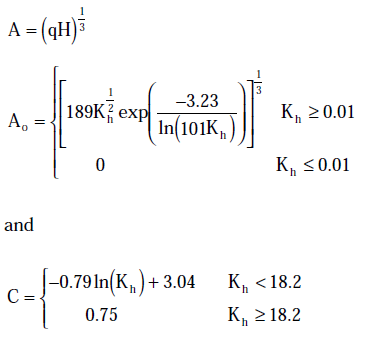 A = (qH)^{1/3}
A_o = { [189K_h^{1/2} exp(−3.23 / ln(101K_h))]^{1/3}   K_h ≥ 0.01
0   K_h ≤ 0.01
and
C = { −0.79 ln(K_h) + 3.04   K_h < 18.2
0.75   K_h ≥ 18.2